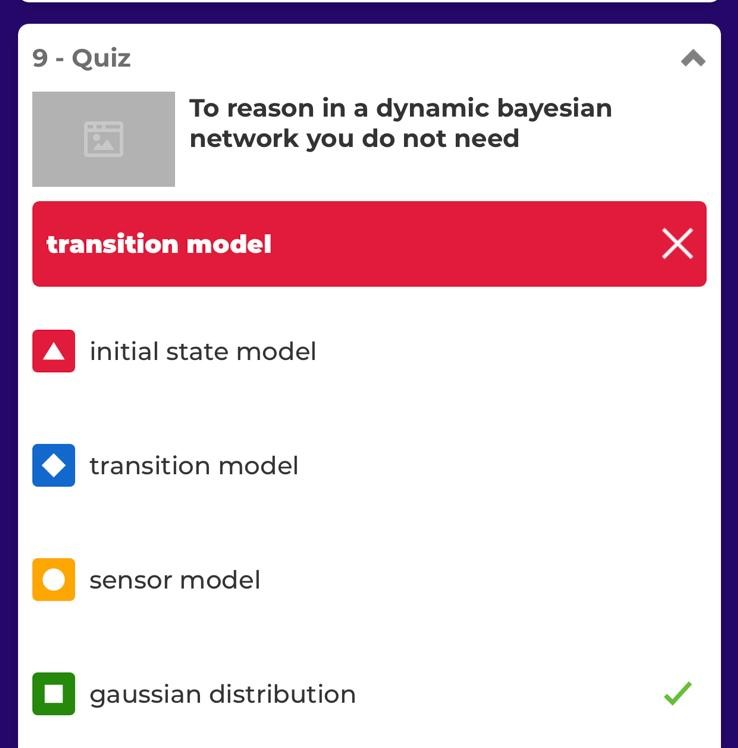 9 - Quiz
To reason in a dynamic bayesian
network you do not need
transition model
initial state model
transition model
sensor model
gaussian distribution